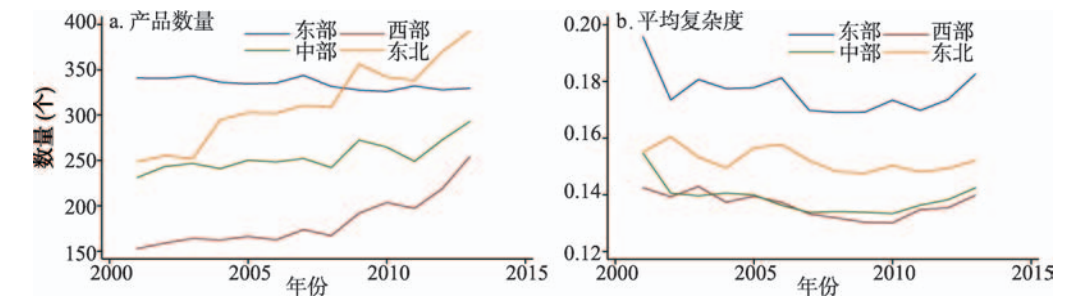 a. 产品数量
东部 西部
中部 东北
数量 (个)
400
350
300
250
200
150
2000 2005 2010 2015
年份
b. 平均复杂度
东部 西部
中部 东北
0.20
0.18
0.16
0.14
0.12
2000 2005 2010 2015
年份